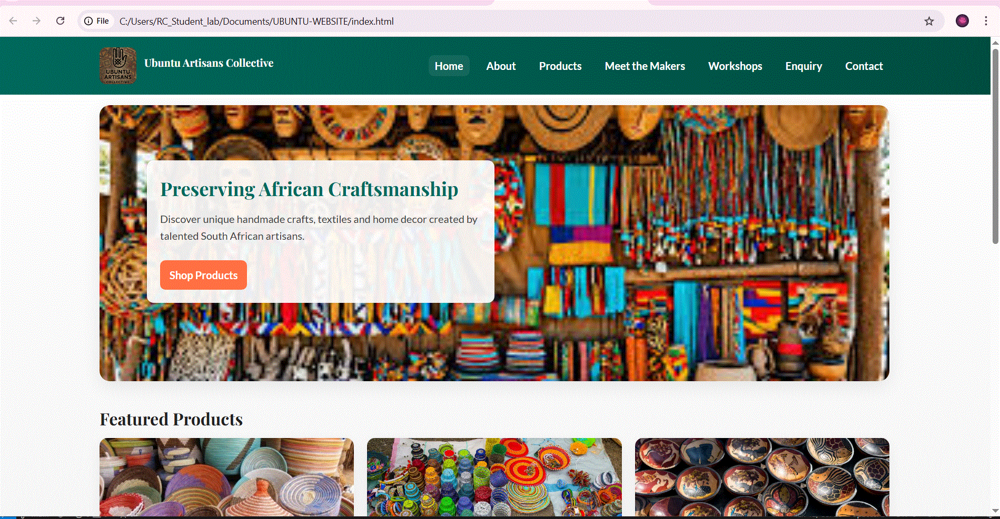 File
C:/Users/RC_Student_lab/Documents/UBUNTU-WEBSITE/index.html
UBUNTU
ARTISANS
COLLECTIVE
Ubuntu Artisans Collective
Home
About
Products
Meet the Makers
Workshops
Enquiry
Contact
Preserving African Craftsmanship
Discover unique handmade crafts, textiles and home decor created by
talented South African artisans.
Shop Products
Featured Products